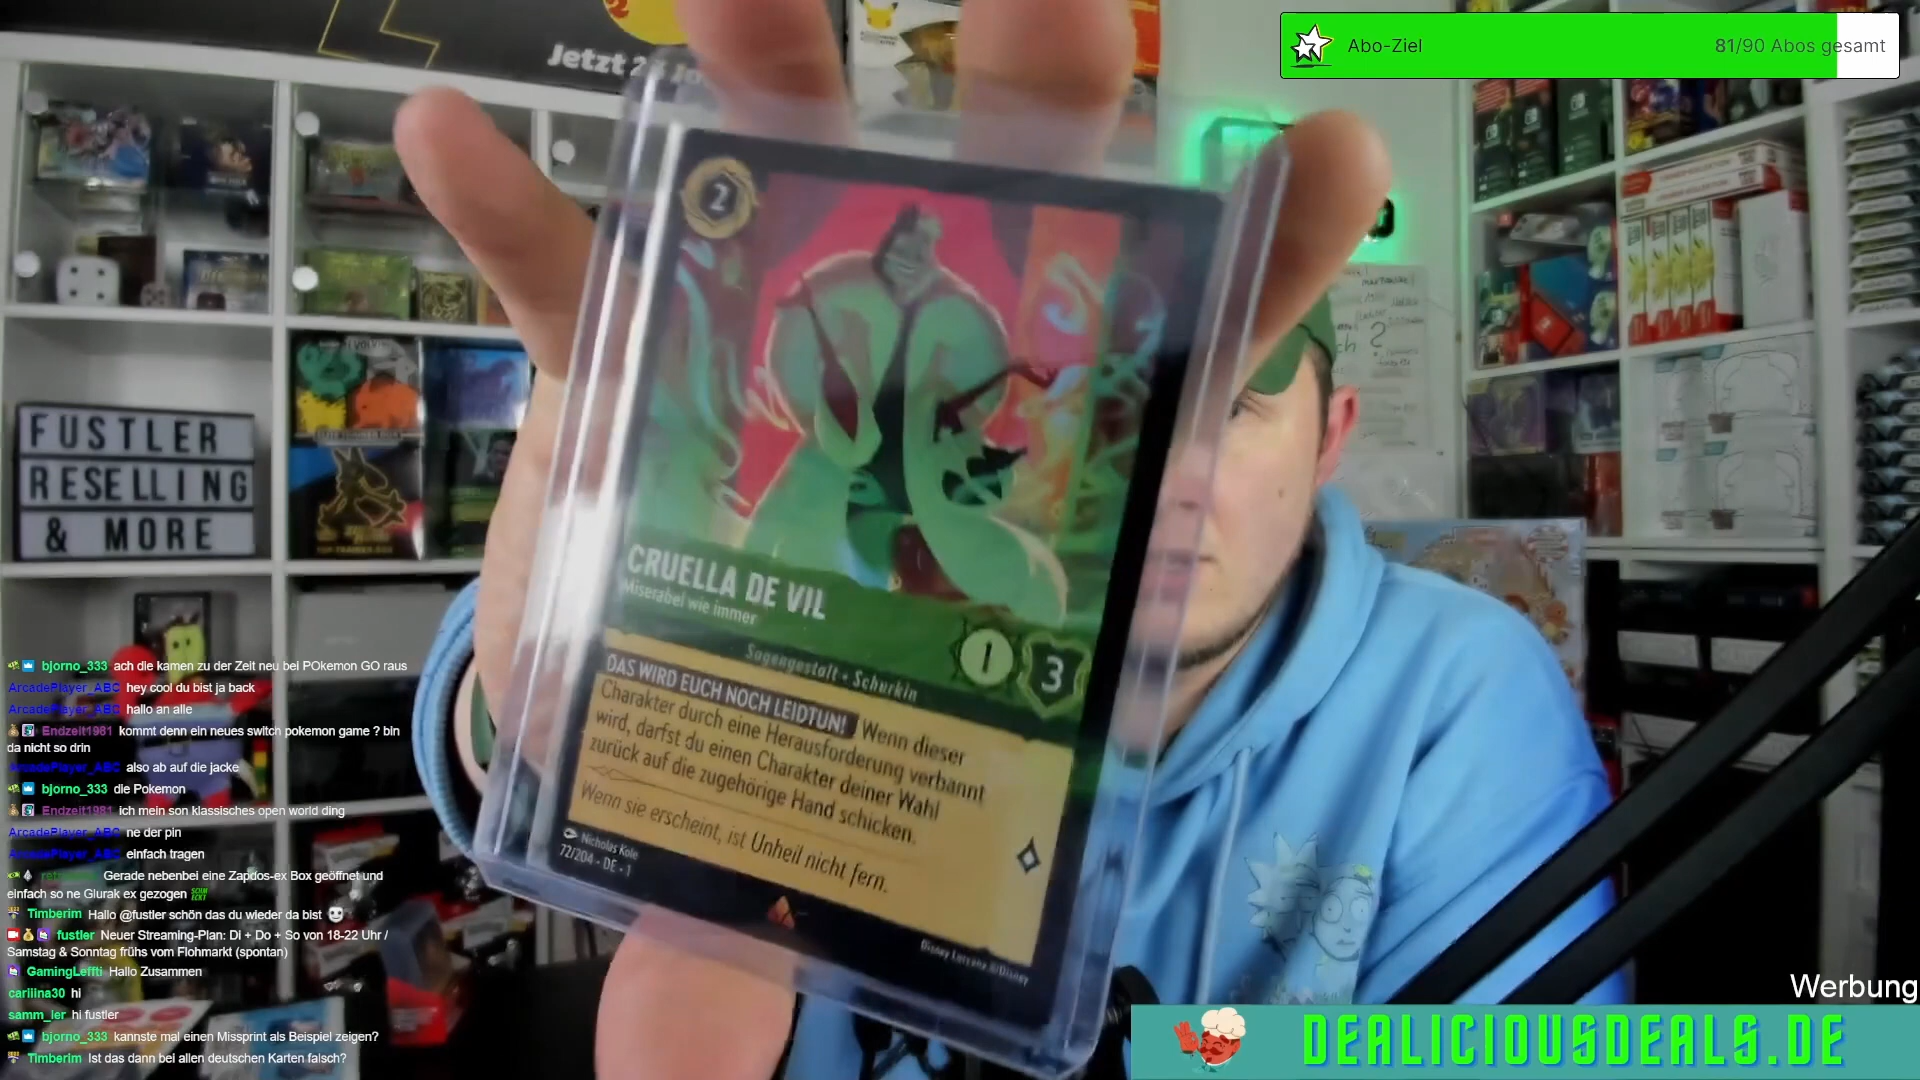 Jetzt
Abo-Ziel
81/90 Abos gesamt
2
FUSTLER
RESELLING
& MORE
CRUELLA DE VIL
Miserabel wie immer
1
3
Sagengestalt • Schurkin
DAS WIRD EUCH NOCH LEIDTUN! Wenn dieser
Charakter durch eine Herausforderung verbannt
wird, darfst du einen Charakter deiner Wahl
zurück auf die zugehörige Hand schicken.
Wenn sie erscheint, ist Unheil nicht fern.
Nicholas Kole
72/204 - DE - 1
Disney Lorcana ©Disney
bjorno_333 ach die kamen zu der Zeit neu bei POkemon GO raus
ArcadePlayer_ABC hey cool du bist ja back
ArcadePlayer_ABC hallo an alle
Endzeit1981 kommt denn ein neues switch pokemon game ? bin
da nicht so drin
ArcadePlayer_ABC also ab auf die jacke
bjorno_333 die Pokemon
Endzeit1981 ich mein son klassisches open world ding
ArcadePlayer_ABC ne der pin
ArcadePlayer_ABC einfach tragen
Gerade nebenbei eine Zapdos-ex Box geöffnet und
einfach so ne Glurak ex gezogen
Timberim Hallo @fustler schön das du wieder da bist
fustler Neuer Streaming-Plan: Di + Do + So von 18-22 Uhr /
Samstag & Sonntag frühs vom Flohmarkt (spontan)
GamingLeffti Hallo Zusammen
cariiina30 hi
samm_ier hi fustler
bjorno_333 kannste mal einen Missprint als Beispiel zeigen?
Timberim Ist das dann bei allen deutschen Karten falsch?
Werbung
DEALICIOUSDEALS.DE